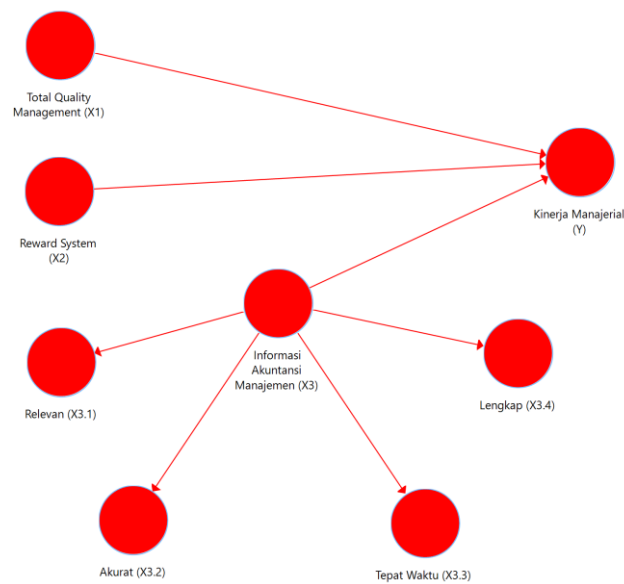 Total Quality
Management (X1)
Kinerja Manajerial
(Y)
Reward System
(X2)
Informasi
Akuntansi
Manajemen (X3)
Relevan (X3.1)
Lengkap (X3.4)
Akurat (X3.2)
Tepat Waktu (X3.3)